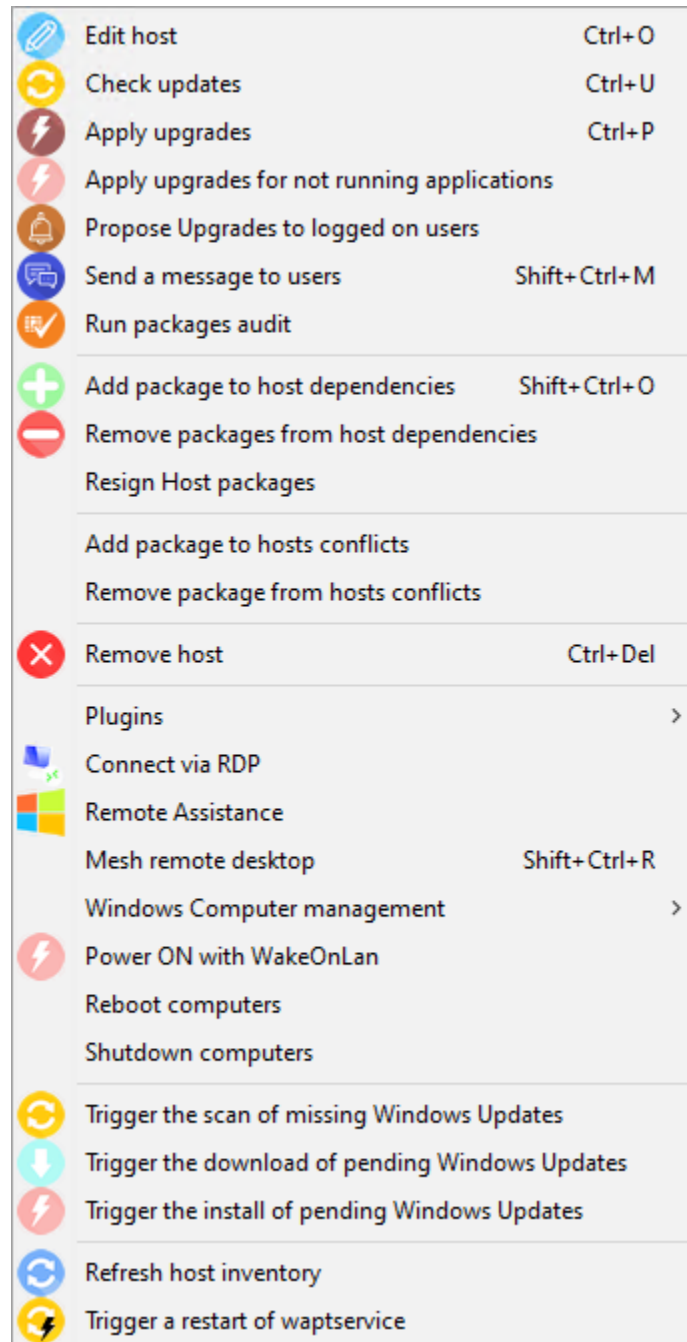 Edit host Ctrl+O
Check updates Ctrl+U
Apply upgrades Ctrl+P
Apply upgrades for not running applications
Propose Upgrades to logged on users
Send a message to users Shift+Ctrl+M
Run packages audit
Add package to host dependencies Shift+Ctrl+O
Remove packages from host dependencies
Resign Host packages
Add package to hosts conflicts
Remove package from hosts conflicts
Remove host Ctrl+Del
Plugins
Connect via RDP
Remote Assistance
Mesh remote desktop Shift+Ctrl+R
Windows Computer management
Power ON with WakeOnLan
Reboot computers
Shutdown computers
Trigger the scan of missing Windows Updates
Trigger the download of pending Windows Updates
Trigger the install of pending Windows Updates
Refresh host inventory
Trigger a restart of waptservice